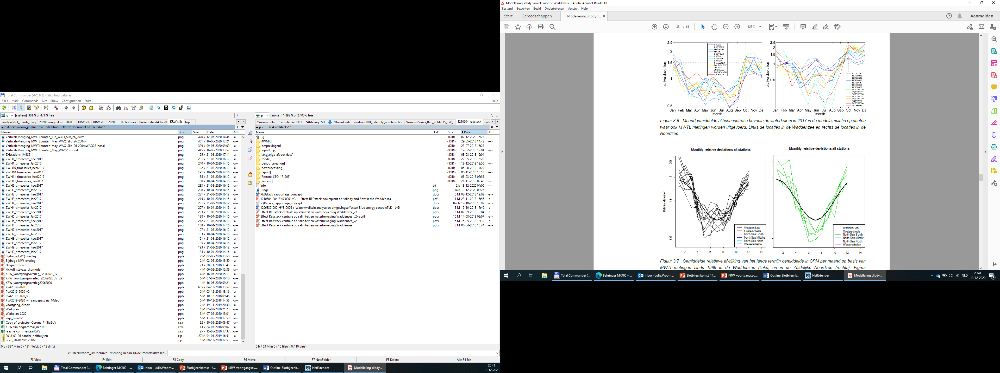 Total Commander (x64) 9.22 - Stichting Deltares
Files Mark Commands Net Show Configuration Start Help
c [system] 301 G of 471 G free \ ..
analyseVtot_trends_Davy 2020 Living dikes 2020 KRW slib KRW slib 2020 Bibliotheek Presentaties14dec20 KRW slib figs
c:\Users\vroom_ja\OneDrive - Stichting Deltares\Documents\KRW slib\*.*
Name Ext Size Date Attr
VerticaleMenging_MWTLpunten_Jun_WAQ_Slib_26_200m png 470 k 12-06-2020 14:46 -a--
VerticaleMenging_MWTLpunten_May_WAQ_Slib_26_200m png 451 k 16-06-2020 13:21 -a--
VerticaleMenging_MWTLpunten_May_WAQ_Slib_26_200mWAQ28-nosal png 329 k 09-06-2020 09:09 -a--
VerticaleMenging_MWTLpunten_May_WAQ28-nosal png 445 k 16-06-2020 13:57 -a--
ZHstations_IM1S2 png 25 k 21-08-2020 17:11 -a--
ZWH1_timeseries_heel2017 png 231 k 21-08-2020 16:12 -a--
ZWH1_timeseries_Jan2017 png 240 k 10-04-2020 14:15 -a--
ZWH10_timeseries_heel2017 png 192 k 21-08-2020 16:12 -a--
ZWH10_timeseries_Jan2017 png 191 k 10-04-2020 14:16 -a--
ZWH11_timeseries_heel2017 png 185 k 21-08-2020 16:12 -a--
ZWH11_timeseries_Jan2017 png 180 k 10-04-2020 14:16 -a--
ZWH2_timeseries_heel2017 png 233 k 21-08-2020 16:12 -a--
ZWH2_timeseries_Jan2017 png 226 k 10-04-2020 14:15 -a--
ZWH3_timeseries_heel2017 png 231 k 21-08-2020 16:12 -a--
ZWH3_timeseries_Jan2017 png 215 k 10-04-2020 14:15 -a--
ZWH4_timeseries_heel2017 png 231 k 21-08-2020 16:12 -a--
ZWH4_timeseries_Jan2017 png 207 k 10-04-2020 14:15 -a--
ZWH5_timeseries_heel2017 png 223 k 21-08-2020 16:12 -a--
ZWH5_timeseries_Jan2017 png 198 k 10-04-2020 14:15 -a--
ZWH6_timeseries_heel2017 png 212 k 21-08-2020 16:12 -a--
ZWH6_timeseries_Jan2017 png 188 k 10-04-2020 14:16 -a--
ZWH7_timeseries_heel2017 png 197 k 21-08-2020 16:12 -a--
ZWH7_timeseries_Jan2017 png 183 k 10-04-2020 14:16 -a--
ZWH8_timeseries_heel2017 png 191 k 21-08-2020 16:12 -a--
ZWH8_timeseries_Jan2017 png 185 k 10-04-2020 14:16 -a--
ZWH9_timeseries_heel2017 png 193 k 21-08-2020 16:12 -a--
ZWH9_timeseries_Jan2017 png 184 k 10-04-2020 14:16 -a--
Bijdrage_EWQ overleg pptx 2 M 02-06-2020 13:50 -a--
Bijdrage_MW_overleg pptx 2 M 02-06-2020 13:50 -a--
Diagrammen pptx 73 k 28-11-2018 11:41 -a--
kickoff_stavaza_slibmodel pptx 4 M 06-02-2020 12:39 -a--
KRW_voortgangsoverleg_22062020_JV pptx 4 M 16-06-2020 15:11 -a--
KRW_voortgangsoverleg_22062020_JV_BS pptx 5 M 07-07-2020 10:10 -a--
KRW_voortgangsoverleg22062020 pptx 1 M 16-06-2020 09:21 -a--
PvA2019-2020 pptx 605 k 04-12-2018 13:57 -a--
PvA2019-2020_v2 pptx 5 M 05-12-2018 13:16 -a--
PvA2019-2020_v3 pptx 5 M 10-12-2018 09:46 -a--
PvA2019-2020_v4_aangepast_na_10dec pptx 5 M 10-12-2018 14:56 -a--
voortgang_20nov pptx 2 M 19-11-2019 20:30 -a--
Werkplan pptx 1 M 05-02-2020 21:23 -a--
Werkplan_2020 pptx 3 M 07-02-2020 13:01 -a--
wqe_mei2020 pptx 5 M 11-05-2020 17:50 -a--
Copy of projecten Corona_Philip2-JV xlsx 22 k 30-03-2020 08:47 -a--
KRW slib pogrammalijnen v2 xlsx 13 k 24-05-2018 09:07 -a--
reactie_commentaarRWS xlsx 25 k 15-05-2020 17:37 -a--
2018-02-26_sander_holthuijsen zip 27 M 04-01-2019 16:51 -a--
Scan_20201208171109 zip 1 M 09-12-2020 12:53 -a--
0 b / 387 M in 0 / 131 file(s), 0 / 12 dir(s)
p [_none_] 1.892 G of 2.400 G free \ ..
*Vroom, Julia *Secretariaat NCK *Afdeling ESD *Downloads sandmud001_tideonly_nointeractio.. VisualizeSeries_Ban_Polder35_TW_.. 1210604-redstack data
p:\1210604-redstack\*.*
Name Ext Size Date Attr
[..] <DIR> 07-12-2020 15:23 ----
[4WMR] <DIR> 29-05-2018 14:42 ----
[besprekingen] <DIR> 23-07-2018 16:23 ----
[inputThijs] <DIR> 19-02-2018 12:01 ----
[langjarige_afvoer_data] <DIR> 08-08-2018 15:04 ----
[model] <DIR> 27-05-2019 15:20 ----
[period_selection] <DIR> 18-12-2019 19:50 ----
[postprocessing] <DIR> 06-06-2019 17:29 ----
[report] <DIR> 06-11-2018 16:18 ----
[Restore-LTO-171205] <DIR> 08-03-2018 07:55 ----
[vincent] <DIR> 21-11-2018 09:48 ----
info txt 2 k 13-12-2020 04:00 ----
usage png 14 k 13-12-2020 00:26 ----
REDstack_rapportage_concept docx 5 M 03-12-2018 19:02 -a--
1210604-004-ZKS-0001 v0.1 - Effect REDstack powerplant on salinity and flow in the Waddensea pdf 1 M 23-11-2018 15:56 -a--
~$Dstack_rapportage_concept docx 162 b 17-10-2018 10:07 -ah-
1206837-000-HYE-0006-r-Waterkwaliteitsanalyse en omgevingseffecten Blue energy centraleTvK+ LvD docx 3 M 12-10-2018 17:49 -a--
Effect REDstack centrale op saliniteit en waterbeweging Waddenzee_v3 pptx 16 M 07-09-2018 12:04 -a--
Effect Redstack centrale op saliniteit en waterbeweging Waddenzee_v2+april pptx 16 M 14-08-2018 09:07 -a--
Effect Redstack centrale op saliniteit en waterbeweging Waddenzee_v2 pptx 15 M 15-05-2018 13:10 -a--
Effect Redstack centrale op saliniteit en waterbeweging Waddenzee pptx 3 M 06-04-2018 16:44 -a--
0 b / 63 M in 0 / 10 file(s), 0 / 10 dir(s)
c:\Users\vroom_ja\OneDrive - Stichting Deltares\Documents\KRW slib>
F3 View F4 Edit F5 Copy F6 Move F7 NewFolder F8 Delete Alt+F4 Exit
Total Commander (... Behringer MX400 – ... Inbox - Julia.Vroom... Slotbijeenkomst_14... KRW_voortgangsov... Outline_Slotbijeenk... NetExtender Modellering slibdy... 20:41
13-12-2020
Modellering slibdynamiek voor de Waddenzee - Adobe Acrobat Reader DC
Bestand Bewerken Beeld Ondertekenen Venster Help
Start Gereedschappen Modellering slibdyn... × Aanmelden
38 / 61 125%
2.5
2
1.5
1
0.5
relative deviation
Jan Feb Mar Apr May Jun Jul Aug Sep Oct Nov De
month
2.5
2
1.5
1
0.5
relative deviation
Jan Feb Mar Apr May Jun Jul Aug Sep Oct Nov De
month
Figuur 3.6 Maandgemiddelde slibconcentratie bovenin de waterkolom in 2017 in de modelsimulatie op punten
waar ook MWTL metingen worden uitgevoerd. Links de locaties in de Waddenzee en rechts de locaties in de
Noordzee
Monthly relative deviations all stations
Relative deviation
2.0
1.5
1.0
0.5
Wadden Sea
Oosterschelde
North Sea South
North Sea Middle
North Sea North
Westerschelde
2 4 6 8 10 12 14
Monthly relative deviations all stations
Wadden Sea
Oosterschelde
North Sea South
North Sea Middle
North Sea North
Westerschelde
2 4 6 8 10 12 14
Figuur 3.7 Gemiddelde relatieve afwijking van het lange termijn gemiddelde in SPM per maand op basis van
MWTL-metingen sinds 1989 in de Waddenzee (links) en in de Zuidelijke Noordzee (rechts). Figuur
Total Commander (... Behringer MX400 – ... Inbox - Julia.Vroom... Slotbijeenkomst_14... KRW_voortgangsov... Outline_Slotbijeenk... NetExtender Modellering slibdy... NLD 20:41
13-12-2020